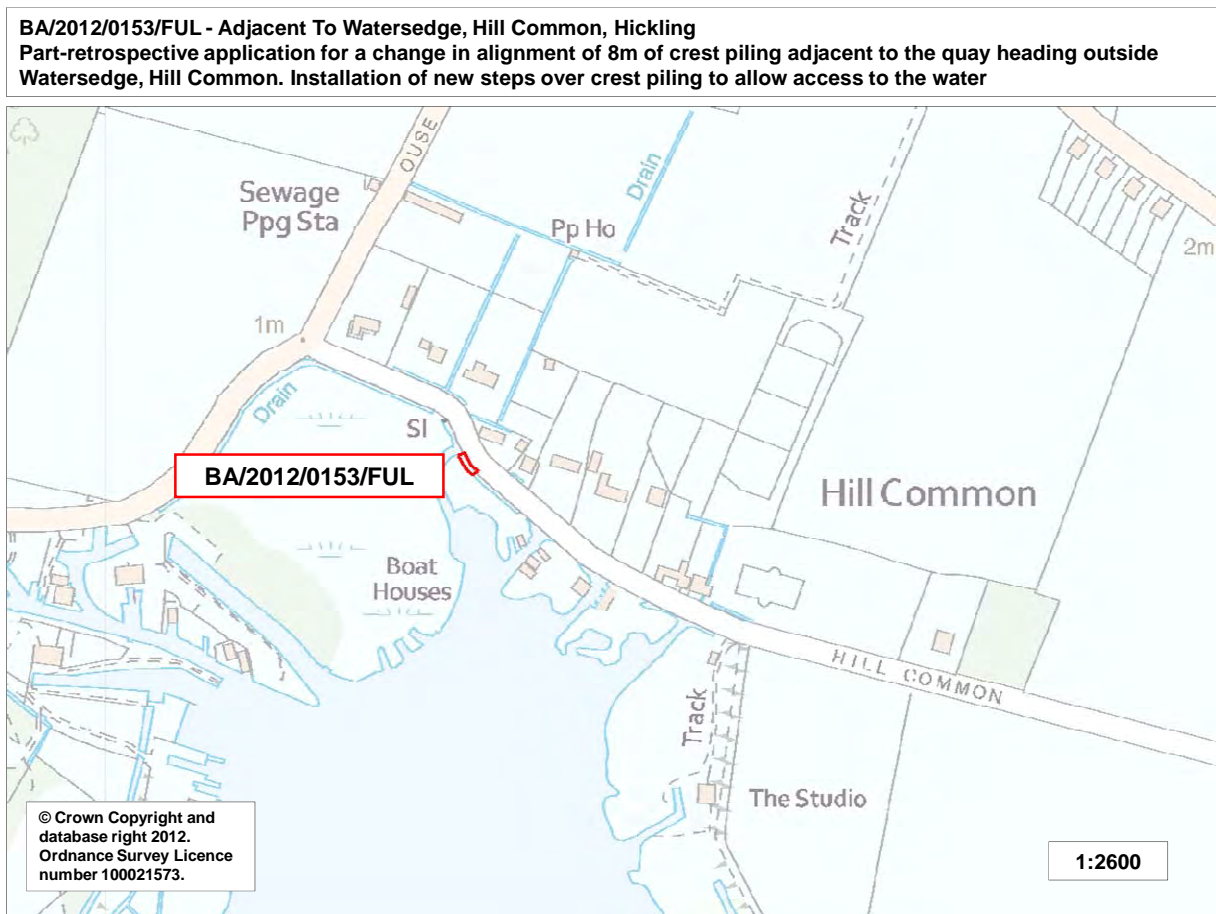 BA/2012/0153/FUL - Adjacent To Watersedge, Hill Common, Hickling
Part-retrospective application for a change in alignment of 8m of crest piling adjacent to the quay heading outside
Watersedge, Hill Common. Installation of new steps over crest piling to allow access to the water
OUSE
Sewage
Ppg Sta
Drain
Pp Ho
Track
2m
1m
Drain
Sl
BA/2012/0153/FUL
Hill Common
Boat
Houses
HILL COMMON
Track
The Studio
© Crown Copyright and
database right 2012.
Ordnance Survey Licence
number 100021573.
1:2600